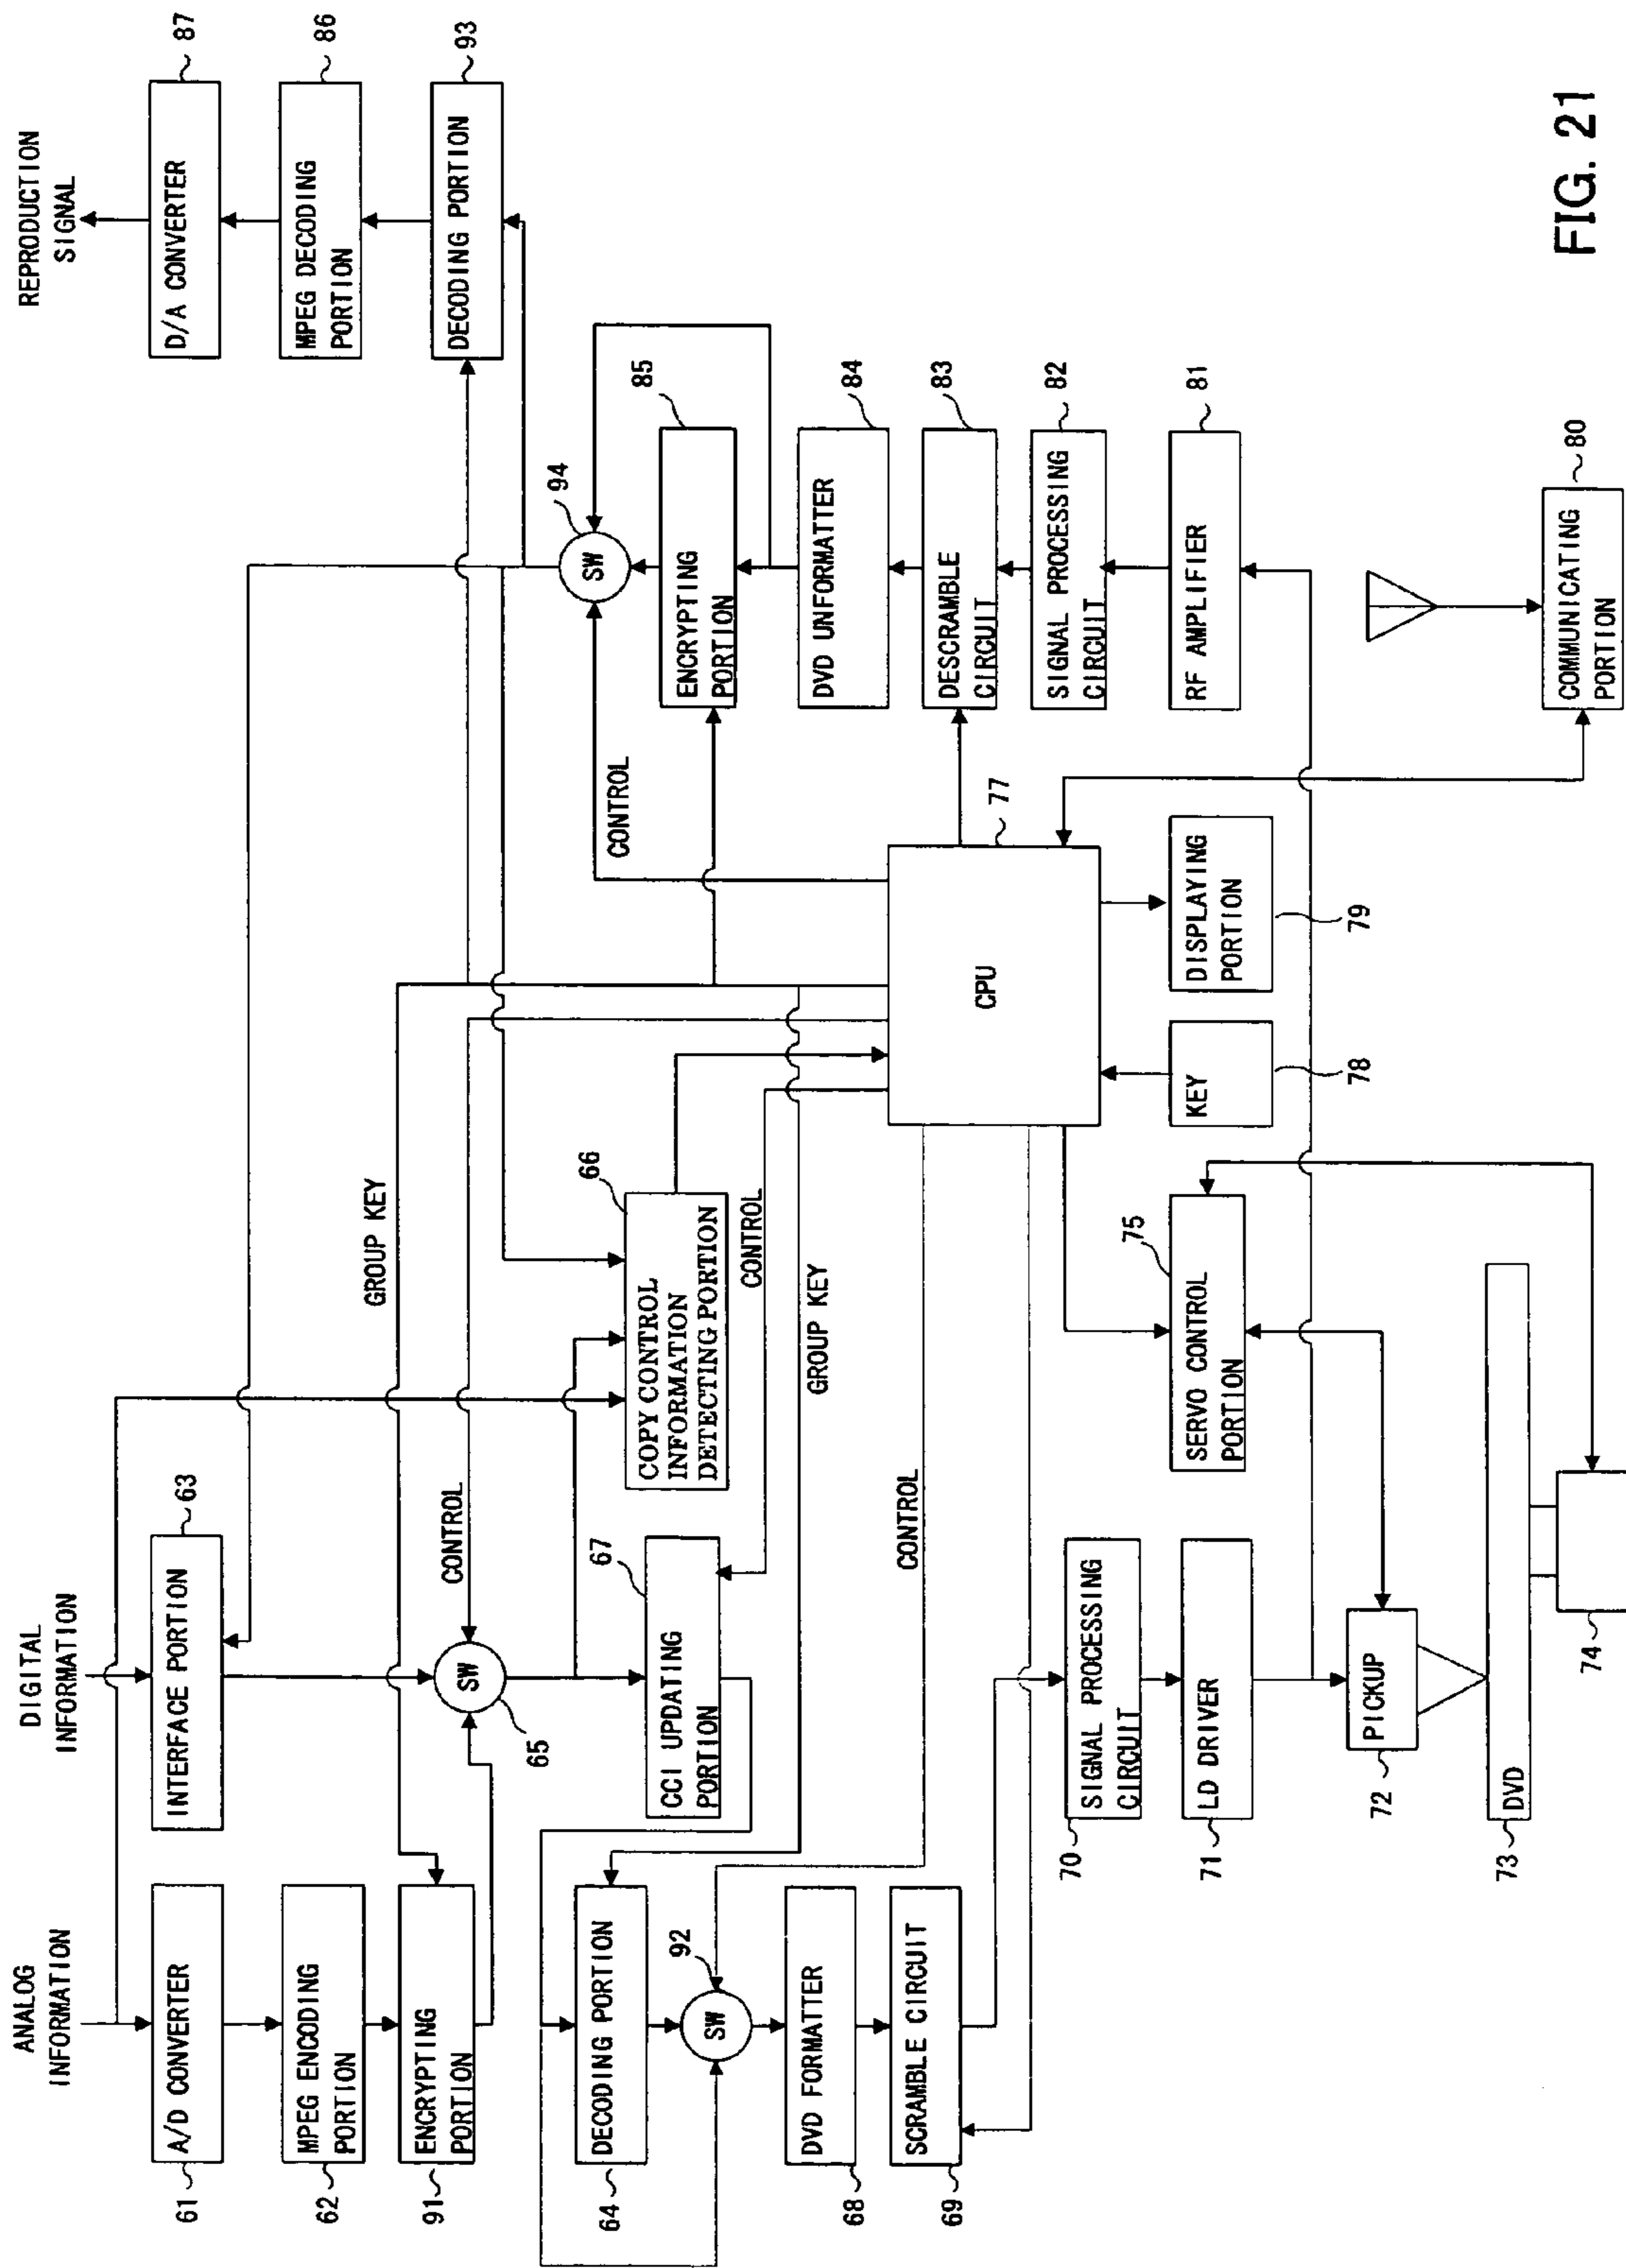 ANALOG
INFORMATION
DIGITAL
INFORMATION
REPRODUCTION
SIGNAL
A/D CONVERTER
61
INTERFACE PORTION
63
D/A CONVERTER
87
MPEG ENCODING
PORTION
62
MPEG DECODING
PORTION
86
ENCRYPTING
PORTION
91
GROUP KEY
DECODING PORTION
93
SW
65
CONTROL
SW
94
CONTROL
DECODING PORTION
64
CCI UPDATING
PORTION
67
COPY CONTROL
INFORMATION
DETECTING PORTION
66
CONTROL
GROUP KEY
ENCRYPTING
PORTION
85
SW
92
DVD UNFORMATTER
84
DVD FORMATTER
68
SCRAMBLE CIRCUIT
69
CONTROL
CPU
77
DESCRAMBLE
CIRCUIT
83
SIGNAL PROCESSING
CIRCUIT
70
SIGNAL PROCESSING
CIRCUIT
82
LD DRIVER
71
SERVO CONTROL
PORTION
75
KEY
78
DISPLAYING
PORTION
79
RF AMPLIFIER
81
PICKUP
72
DVD
73
74
COMMUNICATING
PORTION
80
FIG. 21